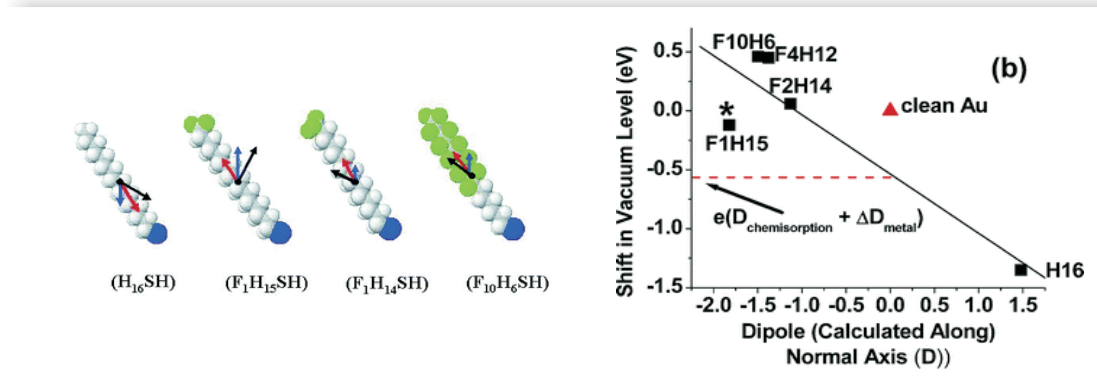 (H16SH)
(F1H15SH)
(F1H14SH)
(F10H6SH)
Shift in Vacuum Level (eV)
0.5
0.0
-0.5
-1.0
-1.5
F10H6
F4H12
F2H14
(b)
*
F1H15
clean Au
e(Dchemisorption + ΔDmetal)
H16
-2.0 -1.5 -1.0 -0.5 0.0 0.5 1.0 1.5
Dipole (Calculated Along)
Normal Axis (D))